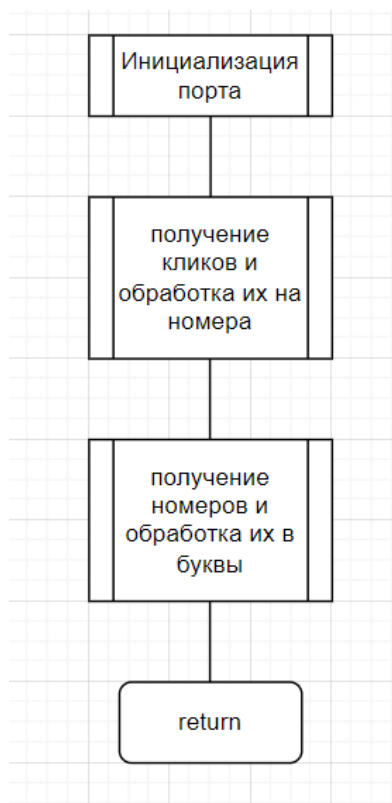 Инициализация
порта
получение
кликов и
обработка их на
номера
получение
номеров и
обработка их в
буквы
return